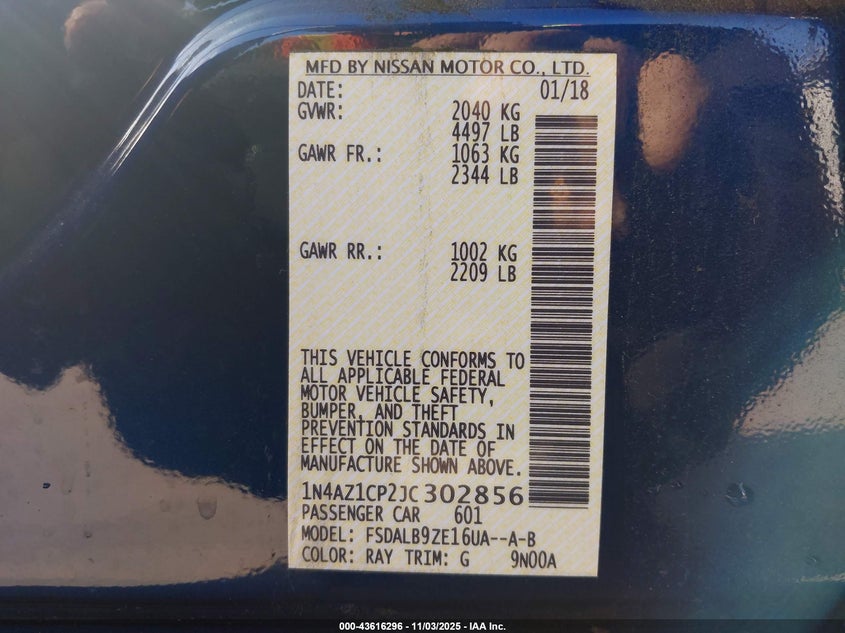 MFD BY NISSAN MOTOR CO., LTD.
DATE: 01/18
GVWR: 2040 KG
4497 LB
GAWR FR.: 1063 KG
2344 LB
GAWR RR.: 1002 KG
2209 LB
THIS VEHICLE CONFORMS TO
ALL APPLICABLE FEDERAL
MOTOR VEHICLE SAFETY,
BUMPER, AND THEFT
PREVENTION STANDARDS IN
EFFECT ON THE DATE OF
MANUFACTURE SHOWN ABOVE.
1N4AZ1CP2JC302856
PASSENGER CAR 601
MODEL: FSDALB9ZE16UA--A-B
COLOR: RAY TRIM: G 9N00A
000-43616296 - 11/03/2025 - IAA Inc.